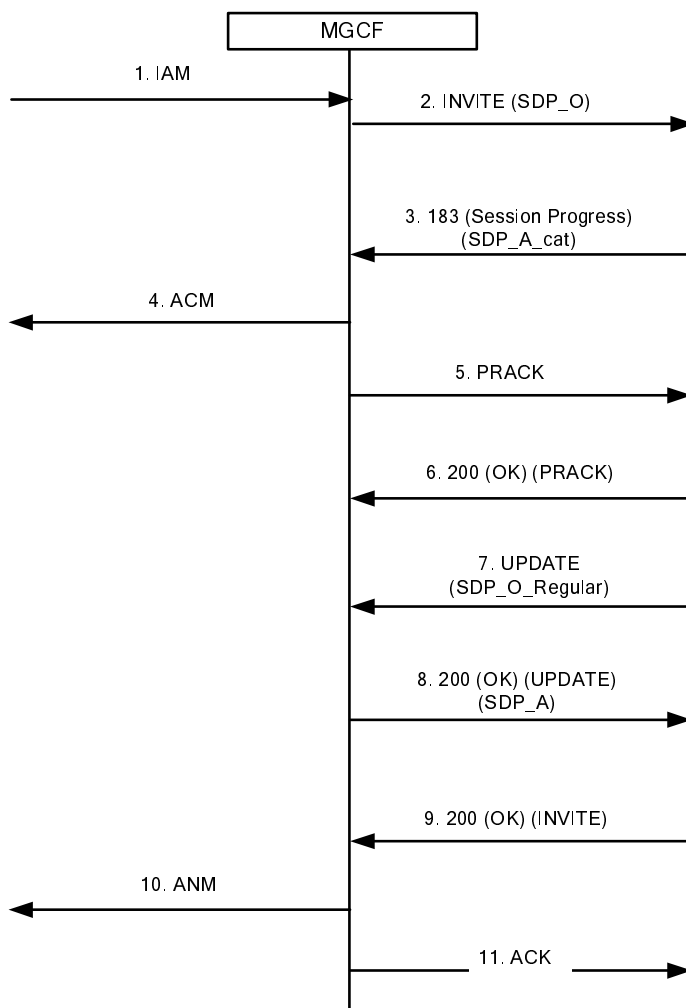 MGCF
1. IAM
2. INVITE (SDP_O)
3. 183 (Session Progress)
(SDP_A_cat)
4. ACM
5. PRACK
6. 200 (OK) (PRACK)
7. UPDATE
(SDP_O_Regular)
8. 200 (OK) (UPDATE)
(SDP_A)
9. 200 (OK) (INVITE)
10. ANM
11. ACK